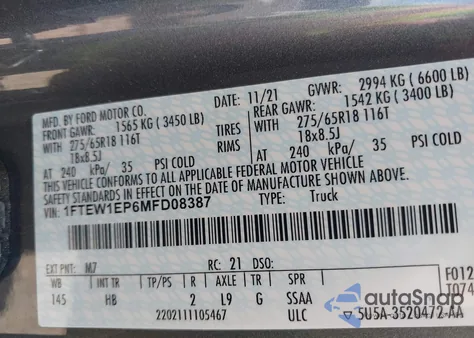 MFD. BY FORD MOTOR CO.
DATE: 11/21 GVWR: 2994 KG (6600 LB)
FRONT GAWR: 1565 KG (3450 LB) REAR GAWR: 1542 KG (3400 LB)
WITH 275/65R18 116T TIRES WITH 275/65R18 116T
18x8.5J RIMS 18x8.5J
AT 240 kPa/ 35 PSI COLD AT 240 kPa/ 35 PSI COLD
THIS VEHICLE CONFORMS TO ALL APPLICABLE FEDERAL MOTOR VEHICLE
SAFETY STANDARDS IN EFFECT ON THE DATE OF MANUFACTURE SHOWN ABOVE.
VIN: 1FTEW1EP6MFD08387 TYPE: Truck
EXT PNT: M7 RC: 21 DSO: F012
WB INT TR TP/PS R AXLE TR SPR T074
145 HB 2 L9 G SSAA
2202111105467 ULC 5U5A-3520472-AA
autoSnap